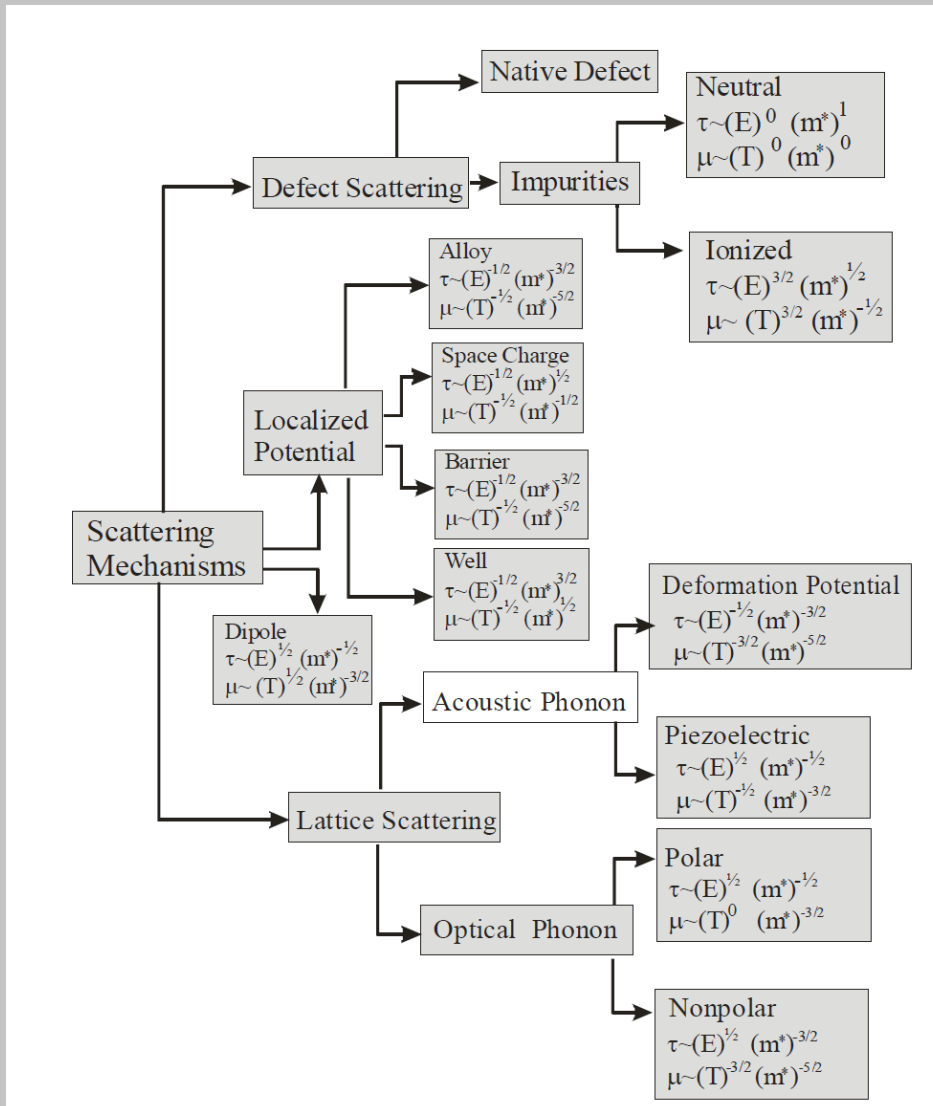 Native Defect
Neutral
τ~(E)⁰ (m*)¹
μ~(T)⁰ (m*)⁰
Defect Scattering
Impurities
Ionized
τ~(E)^3/2 (m*)^½
μ~ (T)^3/2 (m*)^-½
Alloy
τ~(E)^-1/2 (m*)^-3/2
μ~(T)^-½ (m*)^-5/2
Space Charge
τ~(E)^-1/2 (m*)^½
μ~(T)^-½ (m*)^-1/2
Localized
Potential
Barrier
τ~(E)^-1/2 (m*)^-3/2
μ~(T)^-½ (m*)^-5/2
Scattering
Mechanisms
Well
τ~(E)^-1/2 (m*)^3/2
μ~(T)^-½ (m*)^½
Dipole
τ~(E)^½ (m*)^-½
μ~ (T)^1/2 (m*)^-3/2
Deformation Potential
τ~(E)^-½ (m*)^-3/2
μ~(T)^-3/2 (m*)^-5/2
Acoustic Phonon
Piezoelectric
τ~(E)^½ (m*)^-½
μ~(T)^-½ (m*)^-3/2
Lattice Scattering
Polar
τ~(E)^½ (m*)^-½
μ~(T)⁰ (m*)^-3/2
Optical Phonon
Nonpolar
τ~(E)^½ (m*)^-3/2
μ~(T)^-3/2 (m*)^-5/2